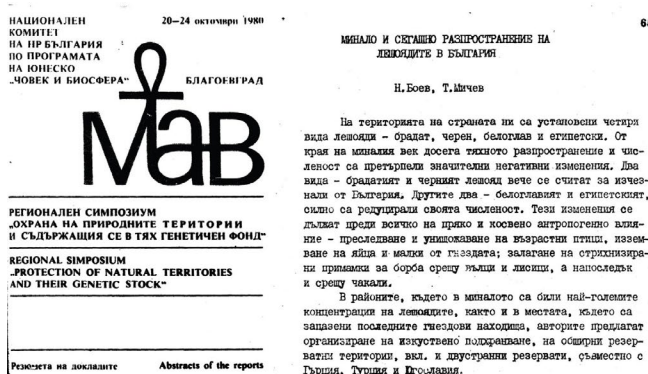 НАЦИОНАЛЕН
КОМИТЕТ
НА НР БЪЛГАРИЯ
ПО ПРОГРАМАТА
НА ЮНЕСКО
„ЧОВЕК И БИОСФЕРА“
20—24 октомври 1980
БЛАГОЕВГРАД
MaB
РЕГИОНАЛЕН СИМПОЗИУМ
„ОХРАНА НА ПРИРОДНИТЕ ТЕРИТОРИИ
И СЪДЪРЖАЩИЯ СЕ В ТЯХ ГЕНЕТИЧЕН ФОНД“
REGIONAL SIMPOSIUM
„PROTECTION OF NATURAL TERRITORIES
AND THEIR GENETIC STOCK“
Резюмета на докладите
Abstracts of the reports
МИНАЛО И СЕГАШНО РАЗПРОСТРАНЕНИЕ НА
ЛЕШОЯДИТЕ В БЪЛГАРИЯ
Н.Боев, Т.Мичев
На територията на страната ни са установени четири
вида лешояди – брадат, черен, белоглав и египетски. От
края на миналия век досега тяхното разпространение и чис-
леност са претърпели значителни негативни изменения. Два
вида – брадатият и черният лешояд вече се считат за изчез-
нали от България. Другите два – белоглавият и египетският,
силно са редуцирали своята численост. Тези изменения се
дължат преди всичко на пряко и косвено антропогенно влия-
ние – преследване и унищожаване на възрастни птици, иззем-
ване на яйца и малки от гнездата; залагане на стрихнизира-
ни примамки за борба срещу вълци и лисици, а напоследък
и срещу чакали.
В районите, където в миналото са били най-големите
концентрации на лешоядите, както и в местата, където са
запазени последните гнездови находища, авторите предлагат
организиране на изкуствено подхранване, на обширни резер-
ватни територии, вкл. и двустранни резервати, съвместно с
Гърция, Турция и Югославия.